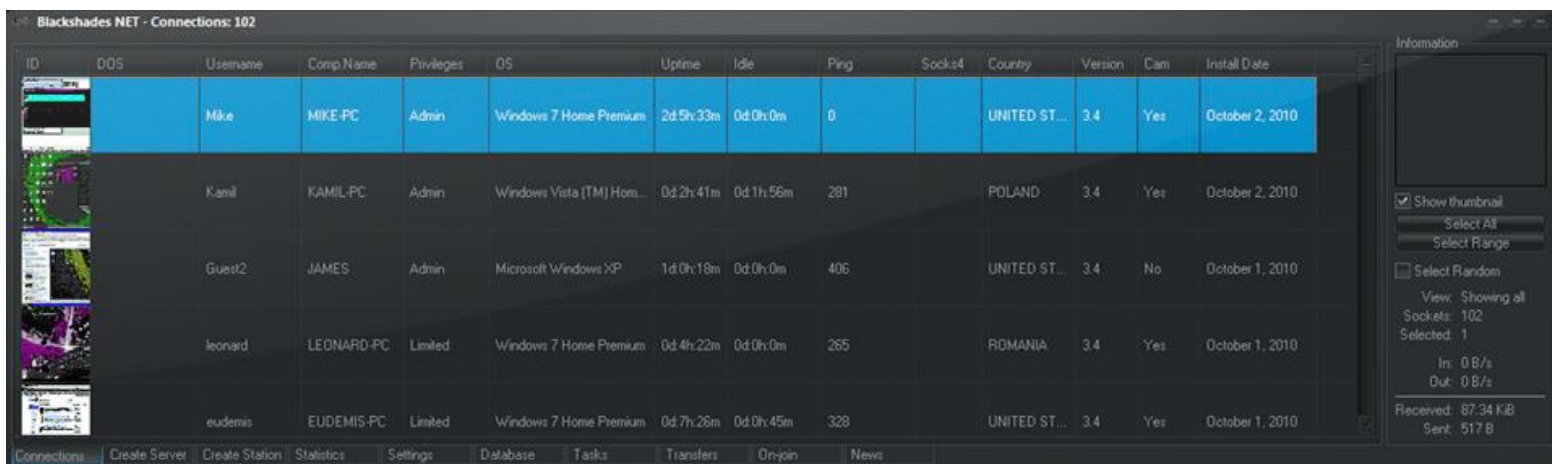 Blackshades NET - Connections: 102
ID DOS Username Comp.Name Privileges OS Uptime Idle Ping Socks4 Country Version Cam Install Date
Mike MIKE-PC Admin Windows 7 Home Premium 2d:5h:33m 0d:0h:0m 0 UNITED ST... 3.4 Yes October 2, 2010
Kamil KAMIL-PC Admin Windows Vista (TM) Hom... 0d:2h:41m 0d:1h:56m 281 POLAND 3.4 Yes October 2, 2010
Guest2 JAMES Admin Microsoft Windows XP 1d:0h:18m 0d:0h:0m 406 UNITED ST... 3.4 No October 1, 2010
leonard LEONARD-PC Limited Windows 7 Home Premium 0d:4h:22m 0d:0h:0m 265 ROMANIA 3.4 Yes October 1, 2010
eudemis EUDEMIS-PC Limited Windows 7 Home Premium 0d:7h:26m 0d:0h:45m 328 UNITED ST... 3.4 Yes October 1, 2010
Information
Show thumbnail
Select All
Select Range
Select Random
View: Showing all
Sockets: 102
Selected: 1
In: 0 B/s
Out: 0 B/s
Received: 87.34 KiB
Sent: 517 B
Connections Create Server Create Station Statistics Settings Database Tasks Transfers On-join News